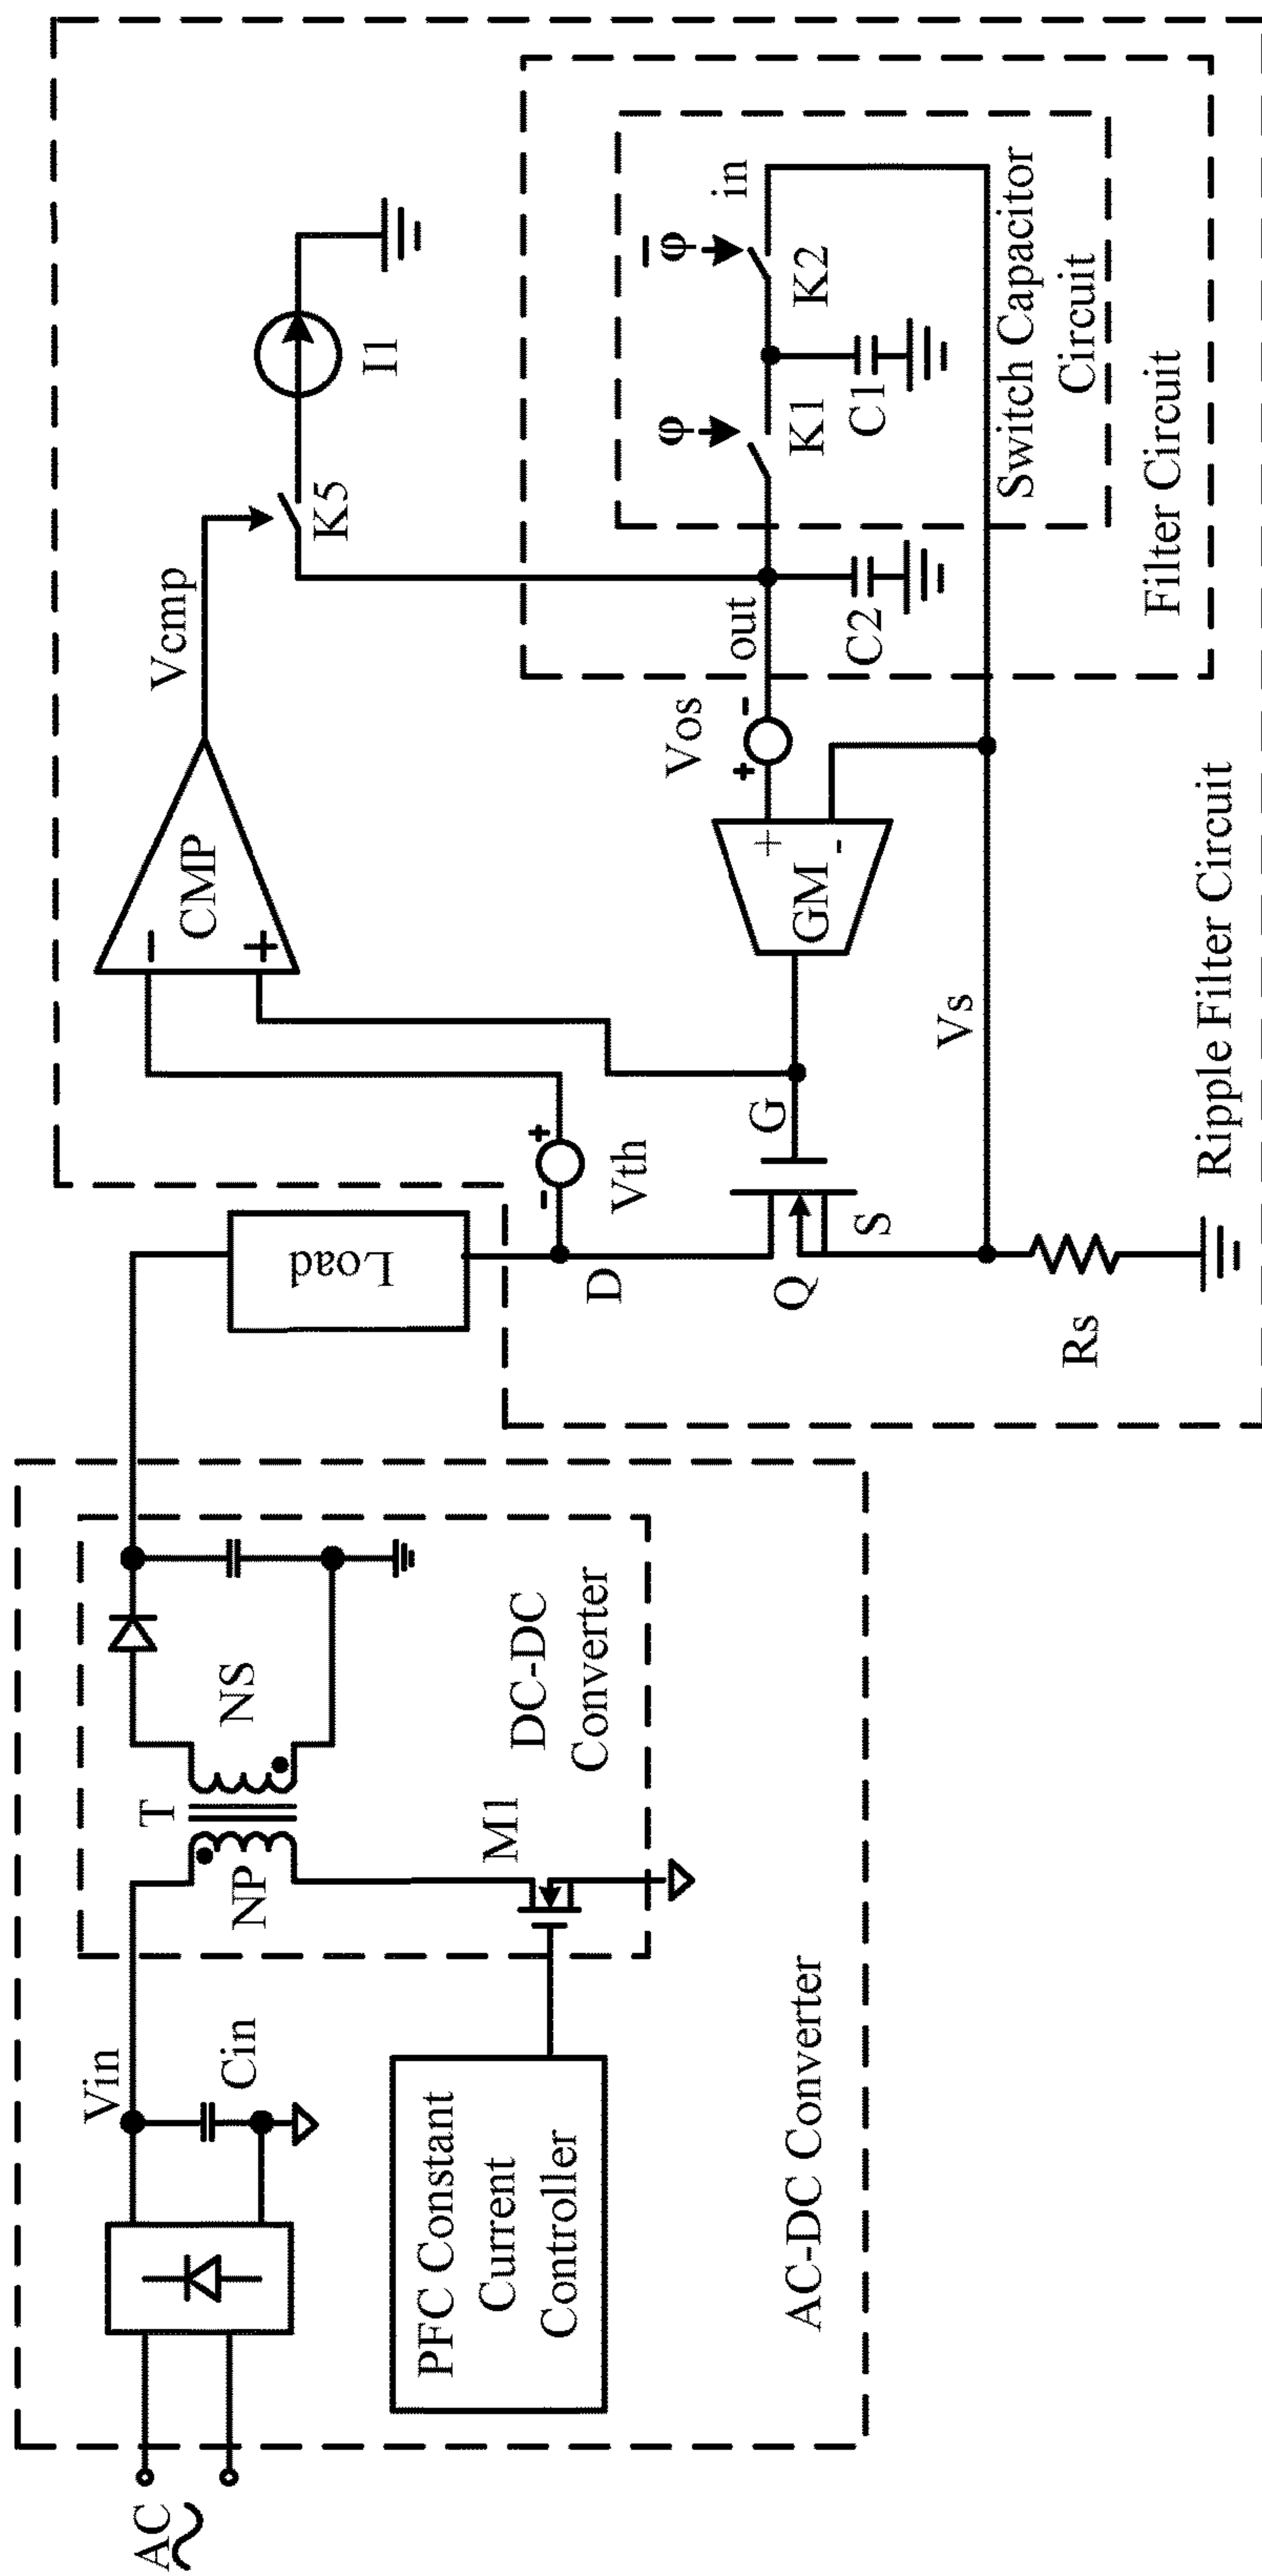 AC
Vin
Cin
PFC Constant
Current
Controller
AC-DC Converter
T
NP
NS
M1
DC-DC
Converter
Load
D
Q
G
S
Rs
Vth
- +
CMP
− +
Vcmp
K5
I1
GM
+ -
Vs
Vos
+ -
out
C2
φ
K1
C1
φ̅
K2
in
Switch Capacitor
Circuit
Filter Circuit
Ripple Filter Circuit